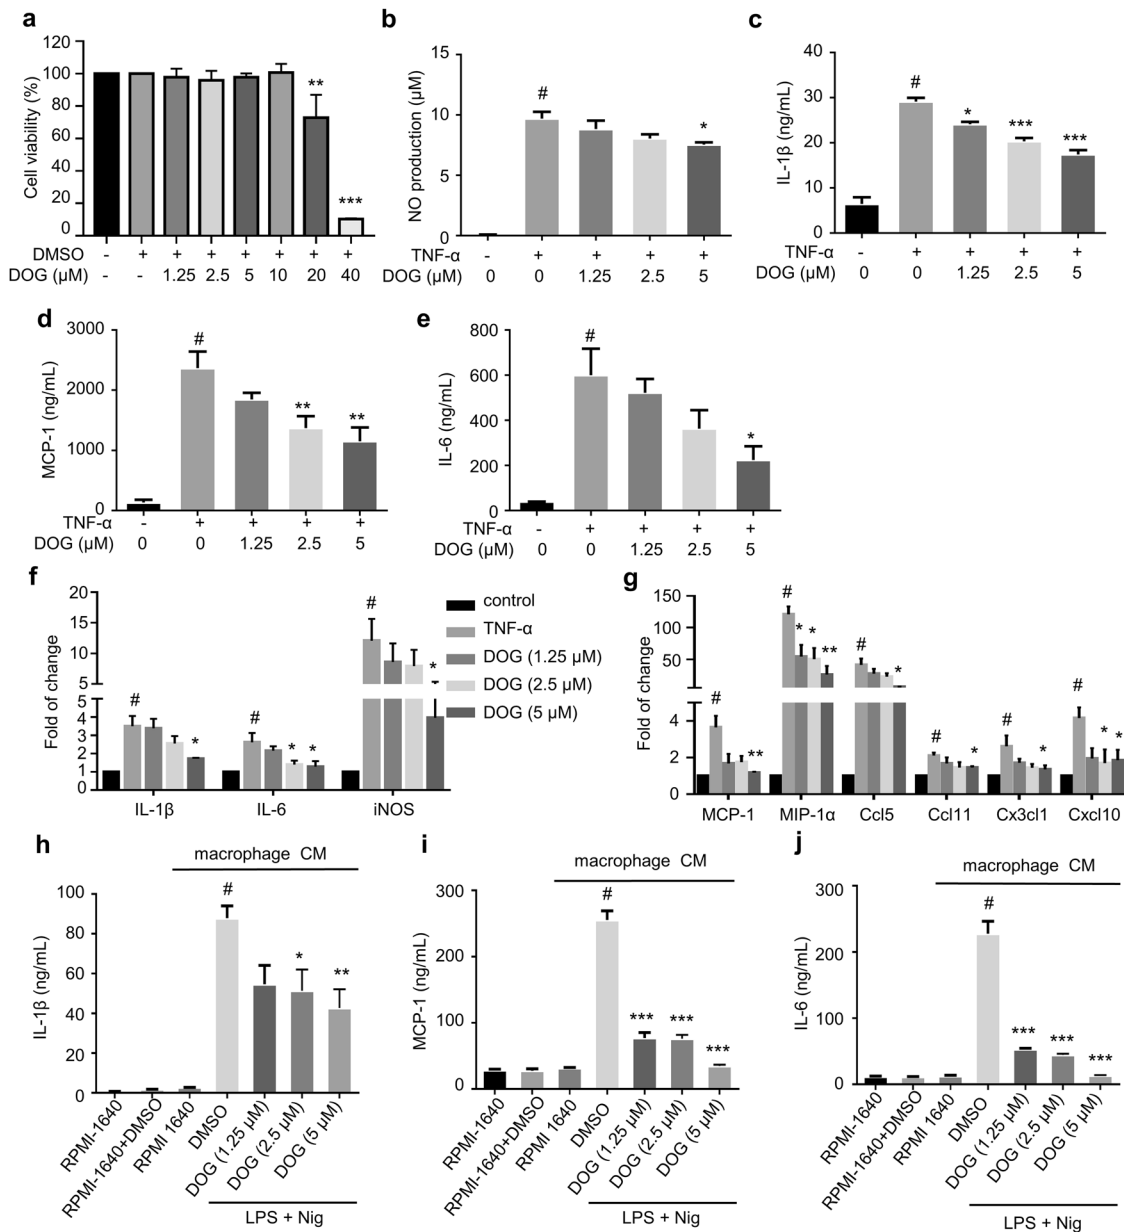 a
Cell viability (%)
120
100
80
60
40
20
0
**
***
DMSO - + + + + + + +
DOG (μM) - - 1.25 2.5 5 10 20 40
b
NO production (μM)
15
10
5
0
#
*
TNF-α - + + + +
DOG (μM) 0 0 1.25 2.5 5
c
IL-1β (ng/mL)
40
30
20
10
0
#
*
***
***
TNF-α - + + + +
DOG (μM) 0 0 1.25 2.5 5
d
MCP-1 (ng/mL)
3000
2000
1000
0
#
**
**
TNF-α - + + + +
DOG (μM) 0 0 1.25 2.5 5
e
IL-6 (ng/mL)
800
600
400
200
0
#
*
TNF-α - + + + +
DOG (μM) 0 0 1.25 2.5 5
f
Fold of change
20
15
10
5
4
3
2
1
0
#
*
#
* *
#
*
IL-1β IL-6 iNOS
control
TNF-α
DOG (1.25 μM)
DOG (2.5 μM)
DOG (5 μM)
g
Fold of change
150
100
50
4
2
0
#
**
#
* * **
#
*
#
*
#
*
#
* *
MCP-1 MIP-1α Ccl5 Ccl11 Cx3cl1 Cxcl10
h
macrophage CM
IL-1β (ng/mL)
100
80
60
40
20
0
#
*
**
RPMI-1640
RPMI-1640+DMSO
RPMI 1640
DMSO
DOG (1.25 μM)
DOG (2.5 μM)
DOG (5 μM)
LPS + Nig
i
macrophage CM
MCP-1 (ng/mL)
300
200
100
0
#
***
***
***
RPMI-1640
RPMI-1640+DMSO
RPMI 1640
DMSO
DOG (1.25 μM)
DOG (2.5 μM)
DOG (5 μM)
LPS + Nig
j
macrophage CM
IL-6 (ng/mL)
300
200
100
0
#
***
***
***
RPMI-1640
RPMI-1640+DMSO
RPMI 1640
DMSO
DOG (1.25 μM)
DOG (2.5 μM)
DOG (5 μM)
LPS + Nig